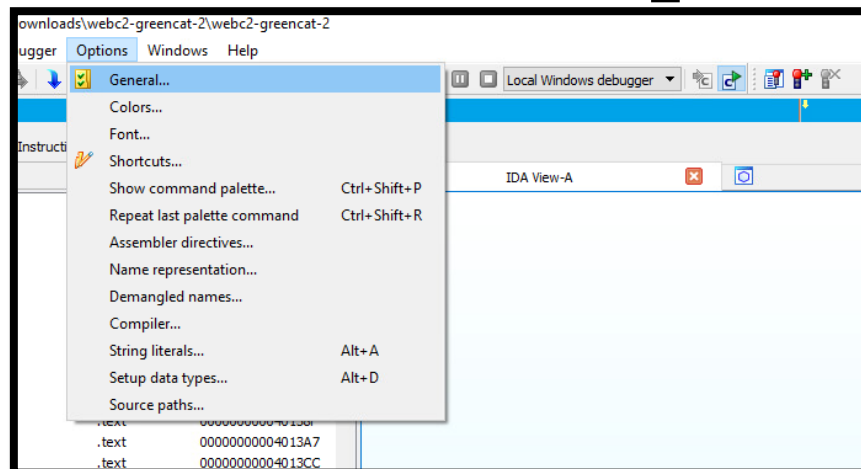 ownloads\webc2-greencat-2\webc2-greencat-2
ugger Options Windows Help
General...
Local Windows debugger
Colors...
Font...
Instructi
Shortcuts...
IDA View-A
Show command palette... Ctrl+Shift+P
Repeat last palette command Ctrl+Shift+R
Assembler directives...
Name representation...
Demangled names...
Compiler...
String literals... Alt+A
Setup data types... Alt+D
Source paths...
.text 00000000004013A7
.text 00000000004013CC